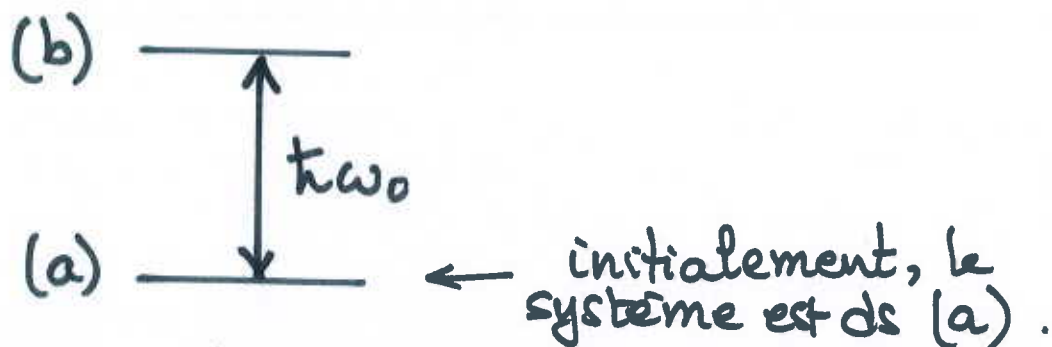 (b)
ħω₀
(a)
← initialement, le
système est ds (a).